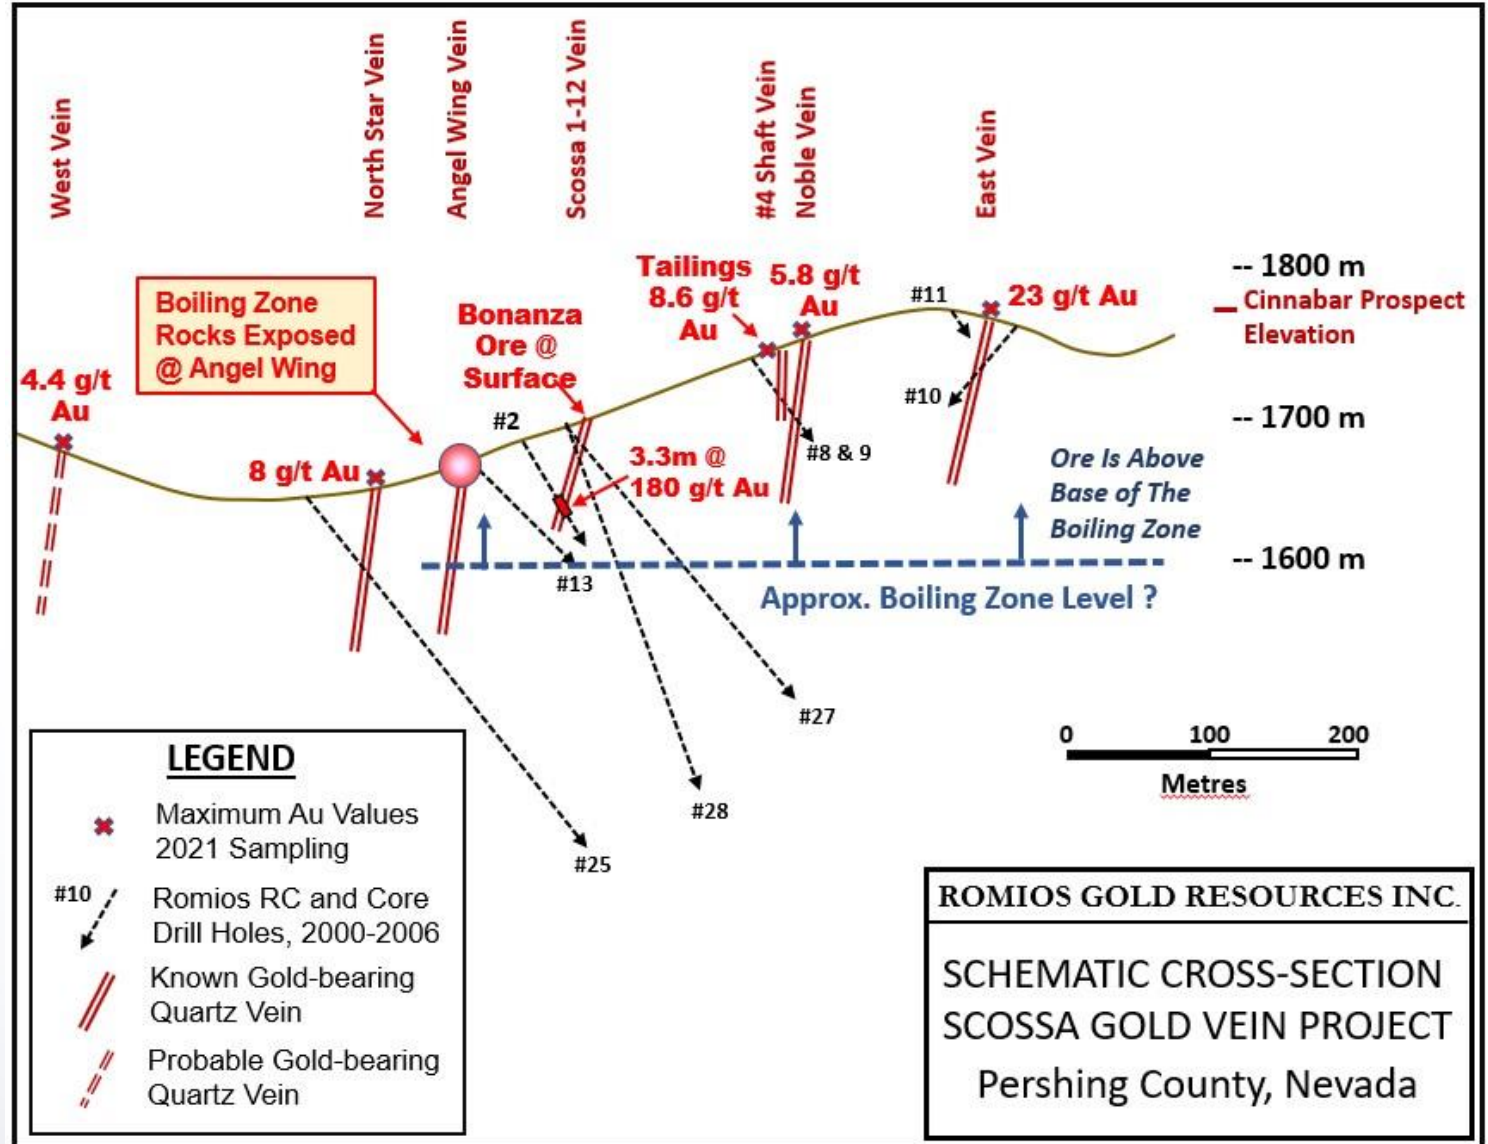 West Vein
North Star Vein
Angel Wing Vein
Scossa 1-12 Vein
#4 Shaft Vein
Noble Vein
East Vein
-- 1800 m
Cinnabar Prospect
Elevation
-- 1700 m
-- 1600 m
Boiling Zone
Rocks Exposed
@ Angel Wing
4.4 g/t
Au
8 g/t Au
Bonanza
Ore @
Surface
Tailings
8.6 g/t
Au
5.8 g/t
Au
23 g/t Au
#11
#10
#2
#8 & 9
3.3m @
180 g/t Au
Ore Is Above
Base of The
Boiling Zone
#13
Approx. Boiling Zone Level ?
#27
#28
#25
0 100 200
Metres
LEGEND
Maximum Au Values
2021 Sampling
#10
Romios RC and Core
Drill Holes, 2000-2006
Known Gold-bearing
Quartz Vein
Probable Gold-bearing
Quartz Vein
ROMIOS GOLD RESOURCES INC.
SCHEMATIC CROSS-SECTION
SCOSSA GOLD VEIN PROJECT
Pershing County, Nevada